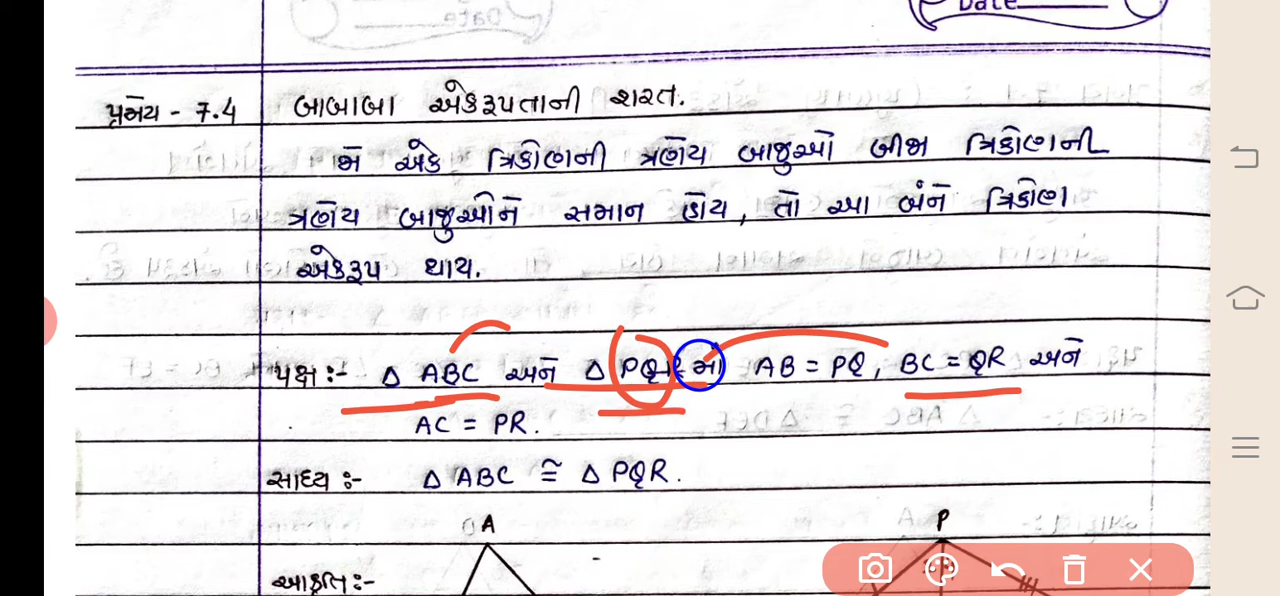 Date
પ્રમેય - 7.4 બાબાબા એકરૂપતાની શરત.
જો એક ત્રિકોણની ત્રણેય બાજુઓ બીજા ત્રિકોણની
ત્રણેય બાજુઓને સમાન હોય, તો આ બંને ત્રિકોણ
એકરૂપ થાય.
પક્ષ :- Δ ABC અને Δ PQR માં AB = PQ, BC = QR અને
AC = PR.
સાધ્ય :- Δ ABC ≅ Δ PQR.
A P
આકૃતિ :-